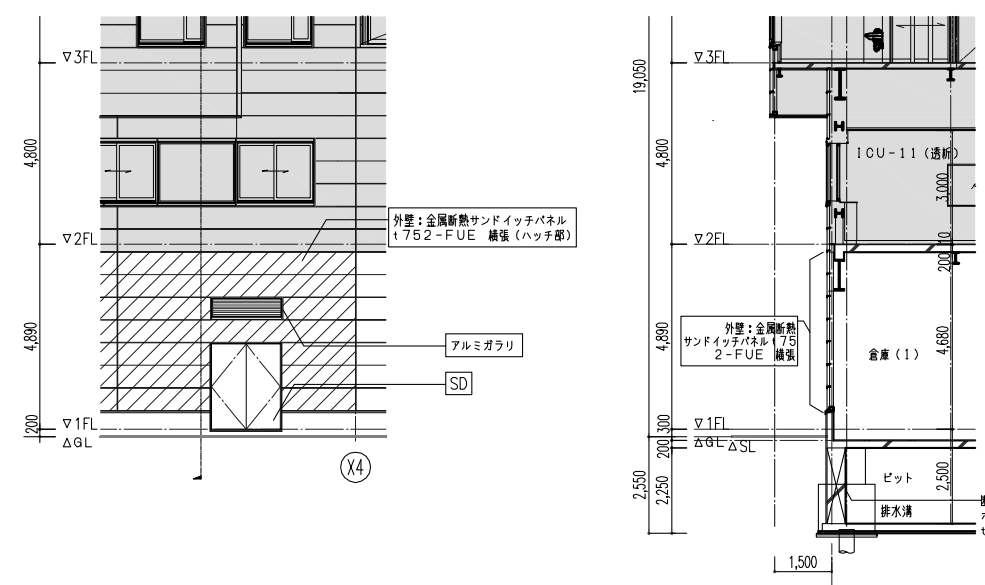 ▽3FL
4,800
外壁：金属断熱サンドイッチパネル
t752-FUE 横張（ハッチ部）
▽2FL
4,890
アルミガラリ
SD
200
▽1FL
△GL
X4
19,050
▽3FL
4,800
ICU-11（透析）
3,000
▽2FL
10
200
外壁：金属断熱
サンドイッチパネルt75
2-FUE 横張
4,890
4,680
倉庫（1）
300
▽1FL
△GL
△SL
200
2,550
2,250
ピット
2,500
排水溝
1,500